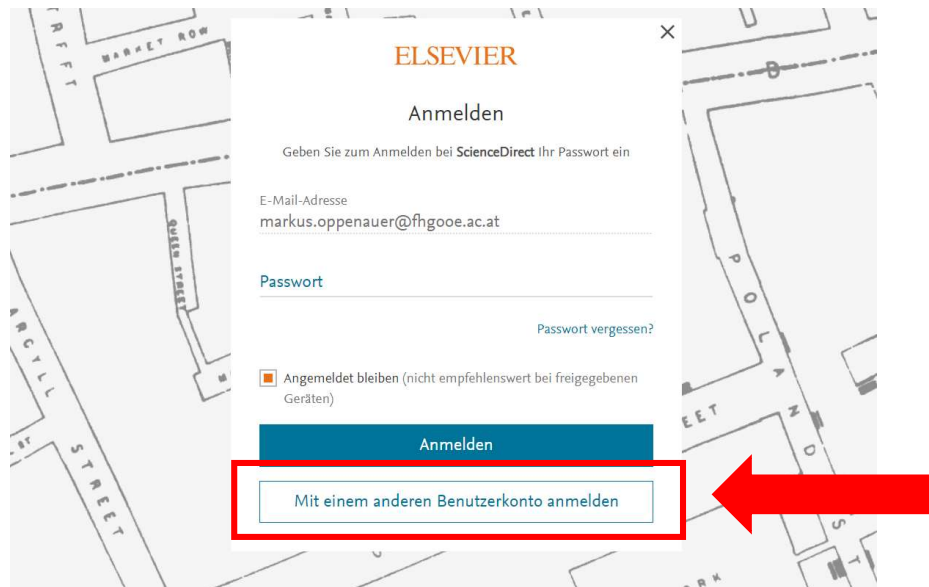 MARKET ROW
ELSEVIER
Anmelden
Geben Sie zum Anmelden bei ScienceDirect Ihr Passwort ein
E-Mail-Adresse
markus.oppenauer@fhgooe.ac.at
QUEEN STREET
Passwort
Passwort vergessen?
Angemeldet bleiben (nicht empfehlenswert bei freigegebenen
Geräten)
Anmelden
Mit einem anderen Benutzerkonto anmelden
ARGYLL
STREET
POLAND ST